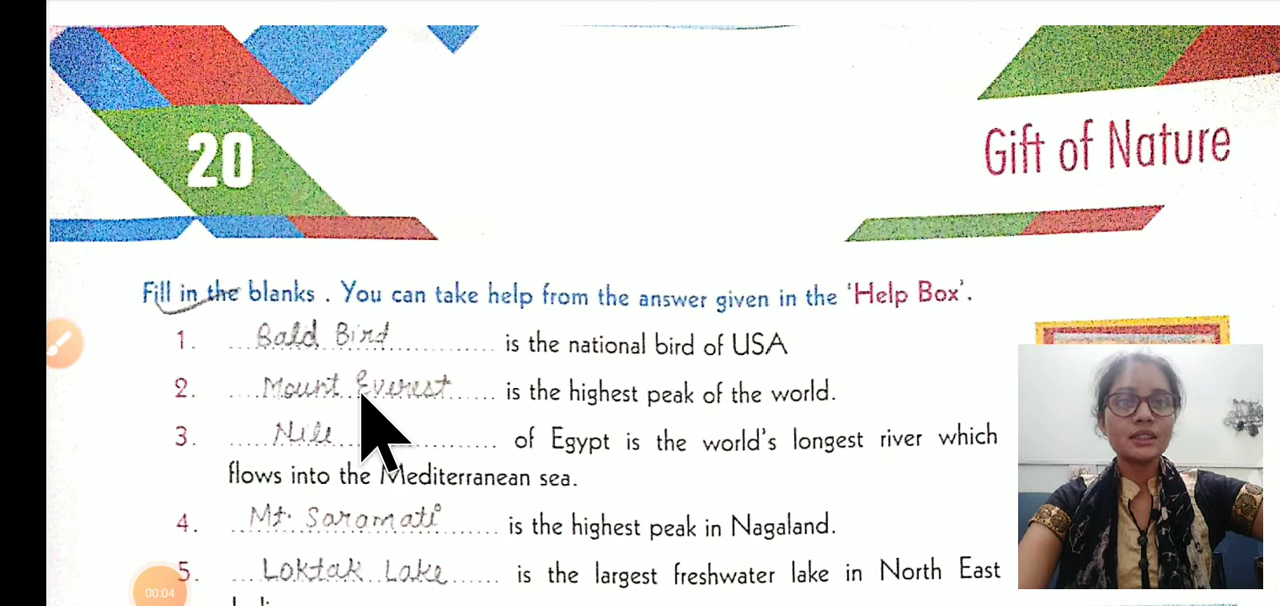 20
Gift of Nature
Fill in the blanks . You can take help from the answer given in the 'Help Box'.
1. Bald Bird is the national bird of USA
2. Mount Everest is the highest peak of the world.
3. Nile of Egypt is the world's longest river which
flows into the Mediterranean sea.
4. Mt. Saramati is the highest peak in Nagaland.
5. Loktak Lake is the largest freshwater lake in North East
00:04